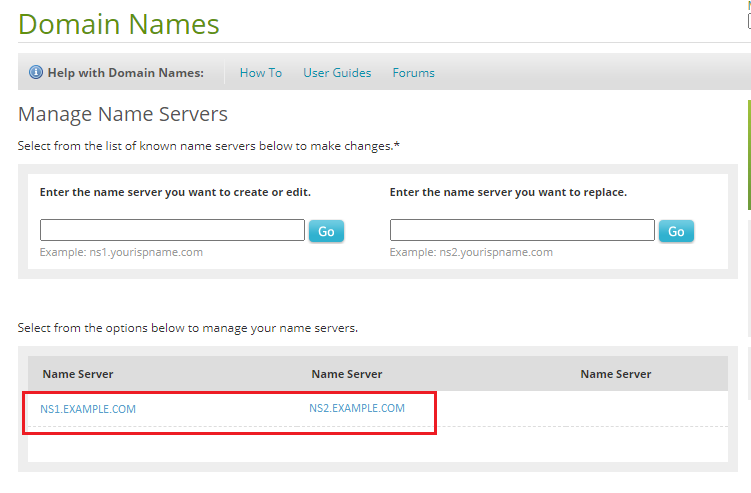 Domain Names
Help with Domain Names: How To User Guides Forums
Manage Name Servers
Select from the list of known name servers below to make changes.*
Enter the name server you want to create or edit. Enter the name server you want to replace.
Go Go
Example: ns1.yourispname.com Example: ns2.yourispname.com
Select from the options below to manage your name servers.
Name Server Name Server Name Server
NS1.EXAMPLE.COM NS2.EXAMPLE.COM